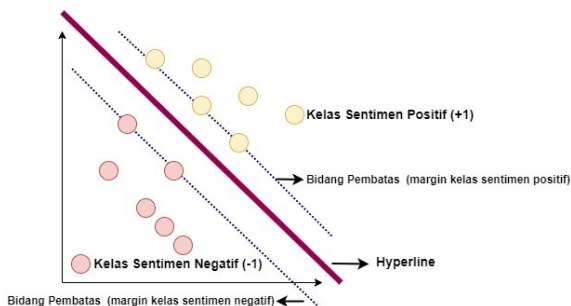 Kelas Sentimen Positif (+1)
Bidang Pembatas (margin kelas sentimen positif)
Hyperline
Kelas Sentimen Negatif (-1)
Bidang Pembatas (margin kelas sentimen negatif)